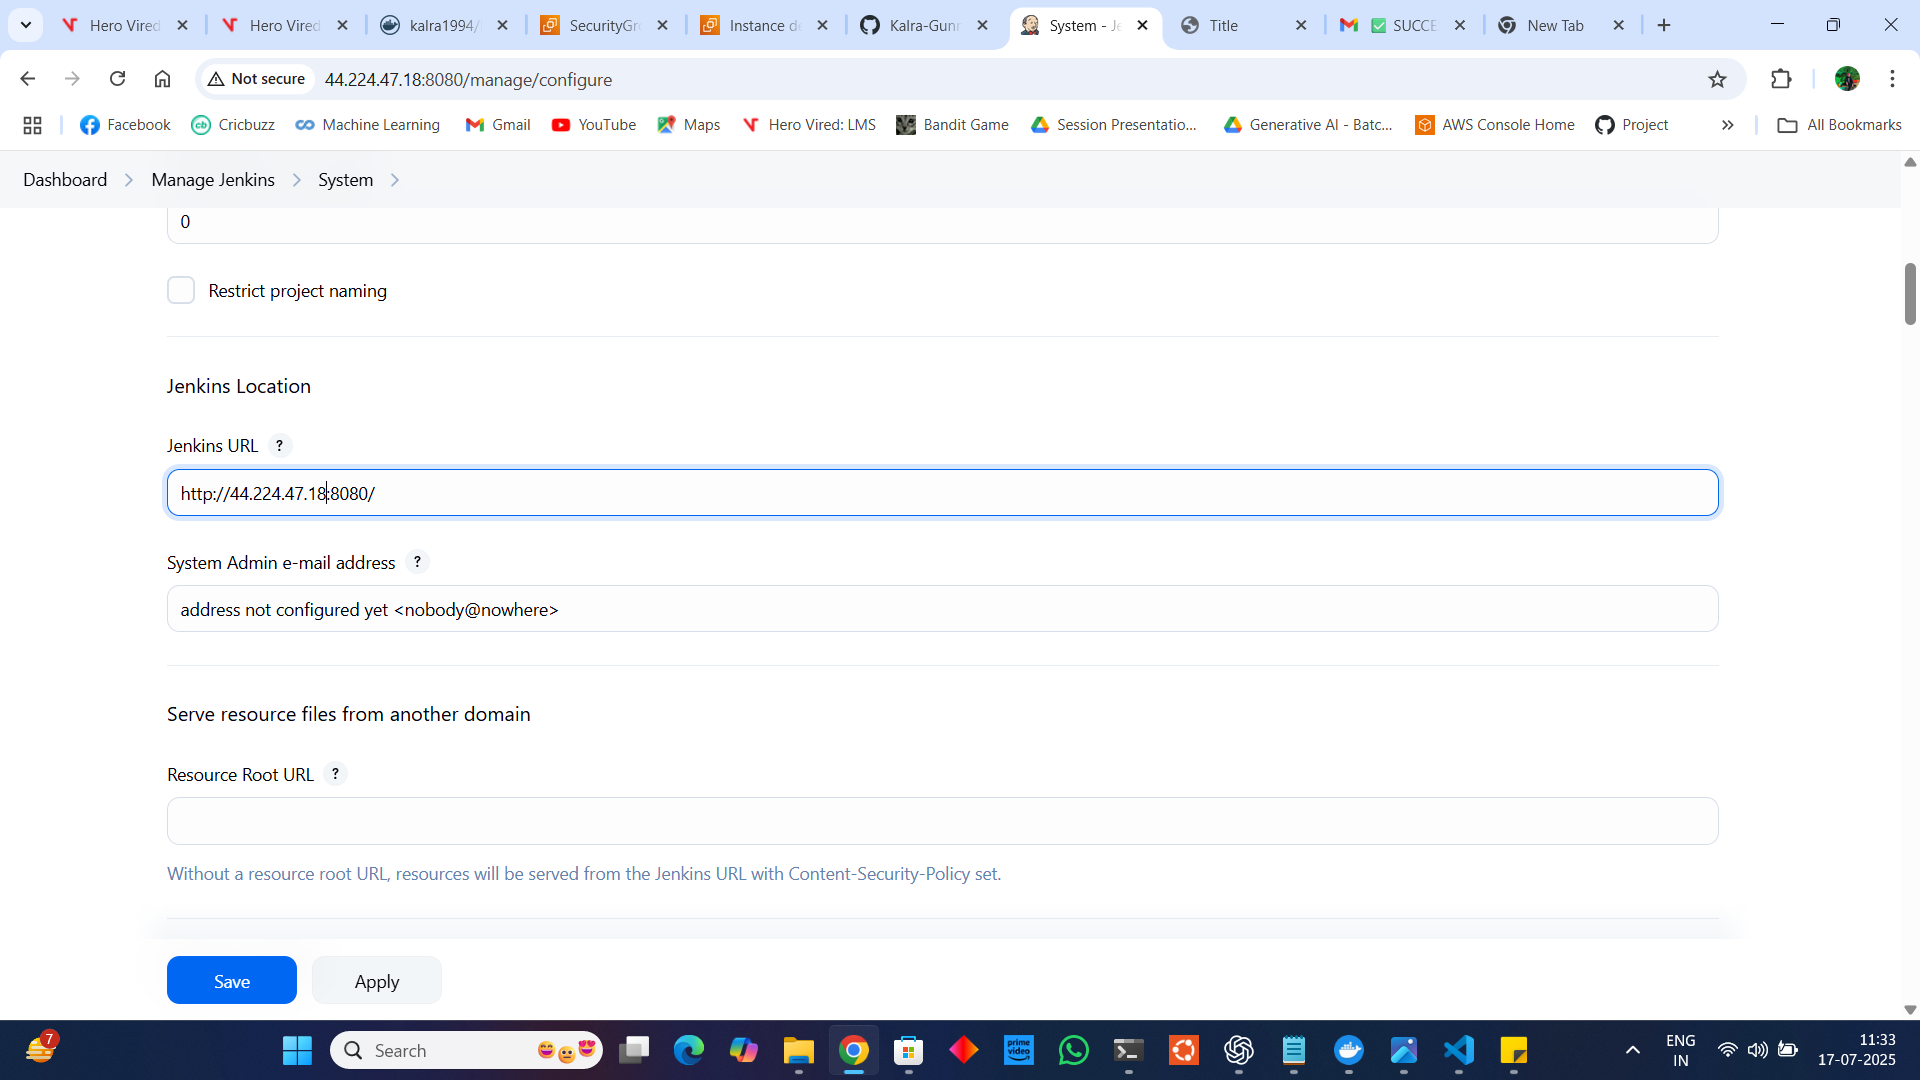 Hero Vired
Hero Vired
kalra1994/
SecurityGr
Instance de
Kalra-Gunn
System - Je
Title
SUCCE
New Tab
Not secure
44.224.47.18:8080/manage/configure
Facebook
Cricbuzz
Machine Learning
Gmail
YouTube
Maps
Hero Vired: LMS
Bandit Game
Session Presentatio...
Generative AI - Batc...
AWS Console Home
Project
All Bookmarks
Dashboard
Manage Jenkins
System
0
Restrict project naming
Jenkins Location
Jenkins URL ?
http://44.224.47.18:8080/
System Admin e-mail address ?
address not configured yet <nobody@nowhere>
Serve resource files from another domain
Resource Root URL ?
Without a resource root URL, resources will be served from the Jenkins URL with Content-Security-Policy set.
Save
Apply
7
Search
prime video
ENG
IN
11:33
17-07-2025